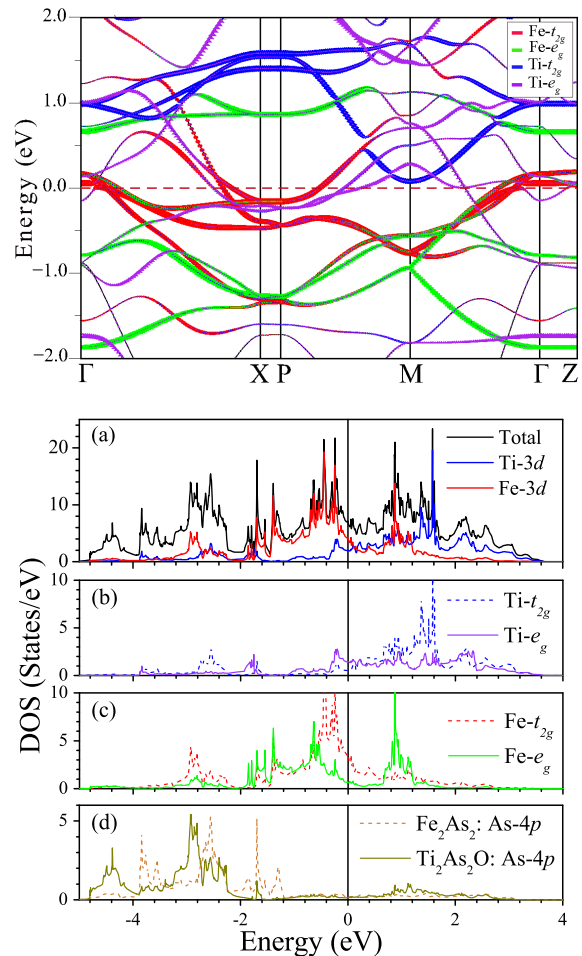 2.0
1.0
0.0
−1.0
−2.0
Energy (eV)
Fe-t2g
Fe-eg
Ti-t2g
Ti-eg
Γ X P M Γ Z
(a)
Total
Ti-3d
Fe-3d
20
10
0
(b)
Ti-t2g
Ti-eg
10
5
0
(c)
Fe-t2g
Fe-eg
10
5
0
(d)
Fe2As2: As-4p
Ti2As2O: As-4p
5
0
DOS (States/eV)
-4 -2 0 2 4
Energy (eV)